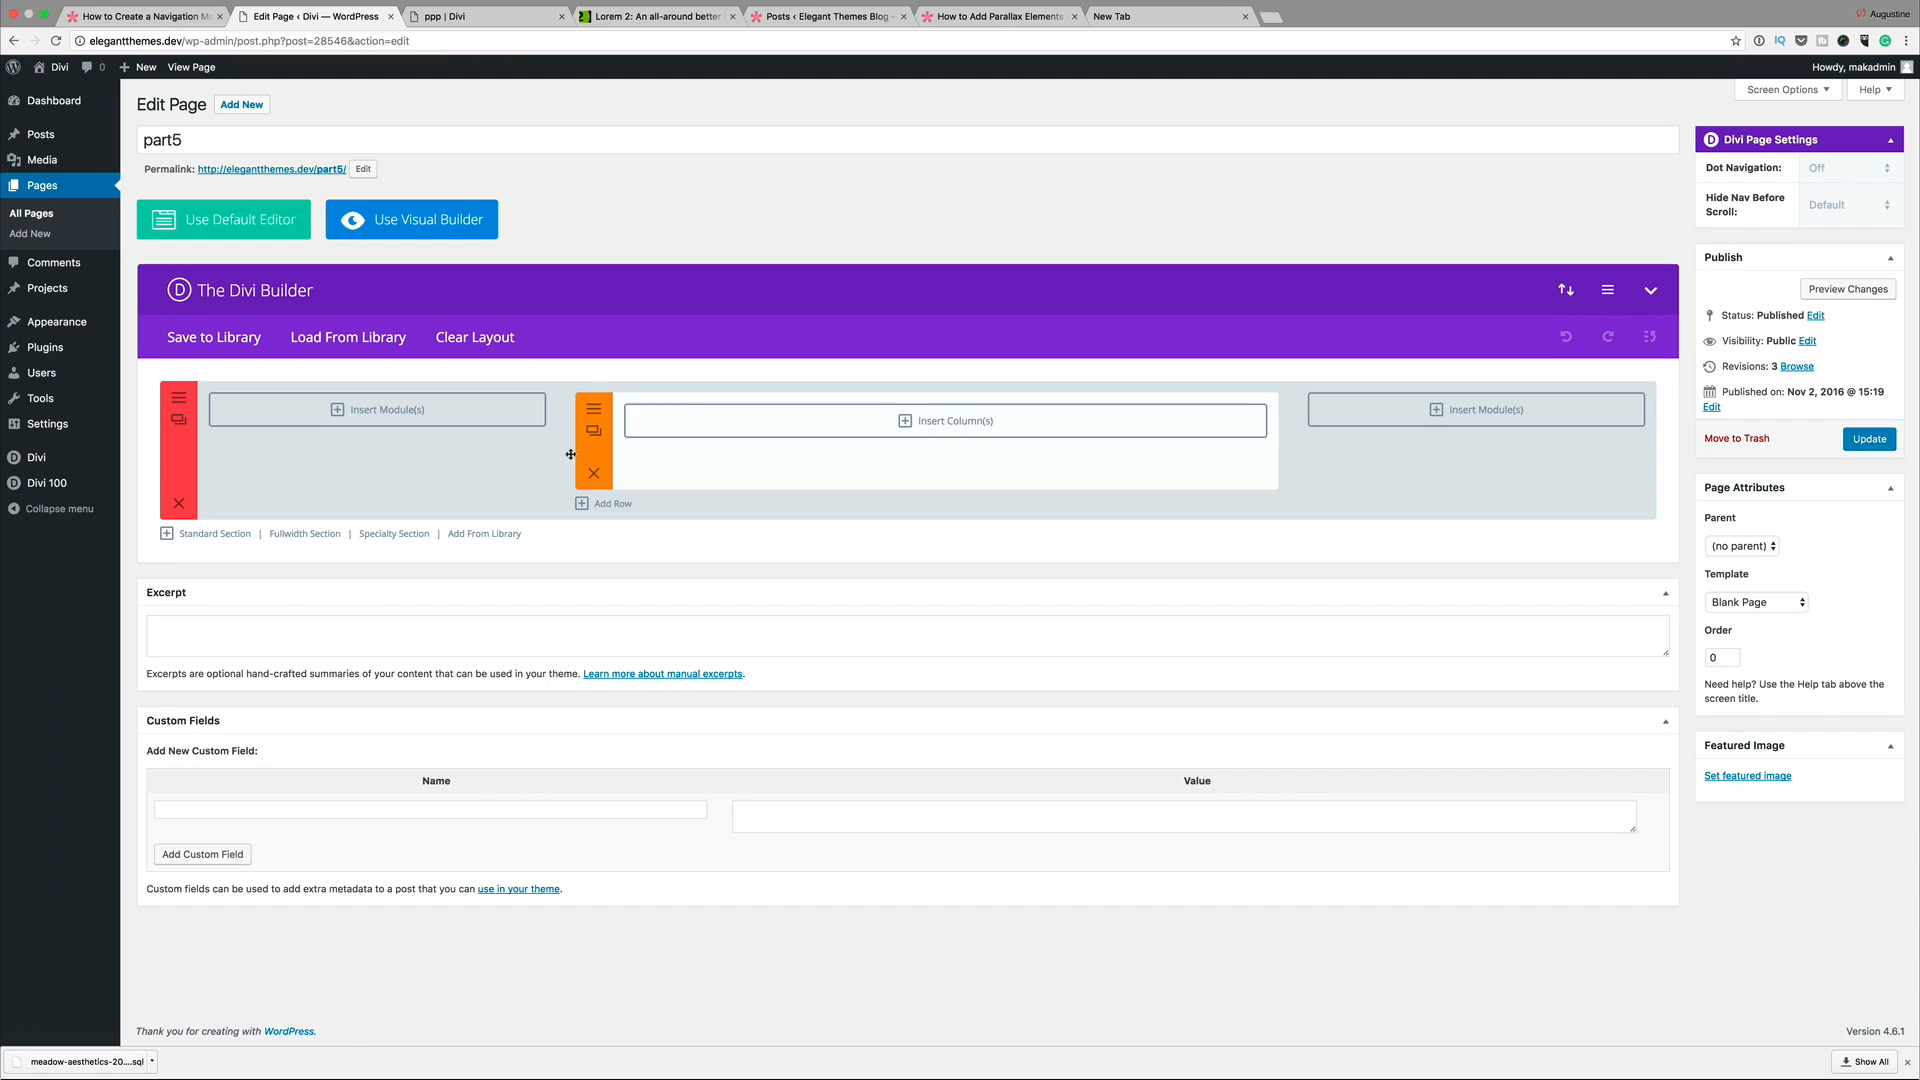 How to Create a Navigation M
Edit Page ‹ Divi — WordPress
ppp | Divi
Lorem 2: An all-around better
Posts ‹ Elegant Themes Blog –
How to Add Parallax Elements
New Tab
Augustine
elegantthemes.dev/wp-admin/post.php?post=28546&action=edit
Divi
0
New
View Page
Howdy, makadmin
Dashboard
Posts
Media
Pages
All Pages
Add New
Comments
Projects
Appearance
Plugins
Users
Tools
Settings
Divi
Divi 100
Collapse menu
Edit Page
Add New
Screen Options
Help
part5
Permalink: http://elegantthemes.dev/part5/
Edit
Use Default Editor
Use Visual Builder
D The Divi Builder
Save to Library
Load From Library
Clear Layout
Insert Module(s)
Insert Column(s)
Insert Module(s)
Add Row
Standard Section | Fullwidth Section | Specialty Section | Add From Library
Excerpt
Excerpts are optional hand-crafted summaries of your content that can be used in your theme. Learn more about manual excerpts.
Custom Fields
Add New Custom Field:
Name
Value
Add Custom Field
Custom fields can be used to add extra metadata to a post that you can use in your theme.
D Divi Page Settings
Dot Navigation:
Off
Hide Nav Before
Scroll:
Default
Publish
Preview Changes
Status: Published Edit
Visibility: Public Edit
Revisions: 3 Browse
Published on: Nov 2, 2016 @ 15:19
Edit
Move to Trash
Update
Page Attributes
Parent
(no parent)
Template
Blank Page
Order
0
Need help? Use the Help tab above the
screen title.
Featured Image
Set featured image
Thank you for creating with WordPress.
Version 4.6.1
meadow-aesthetics-20....sql
Show All